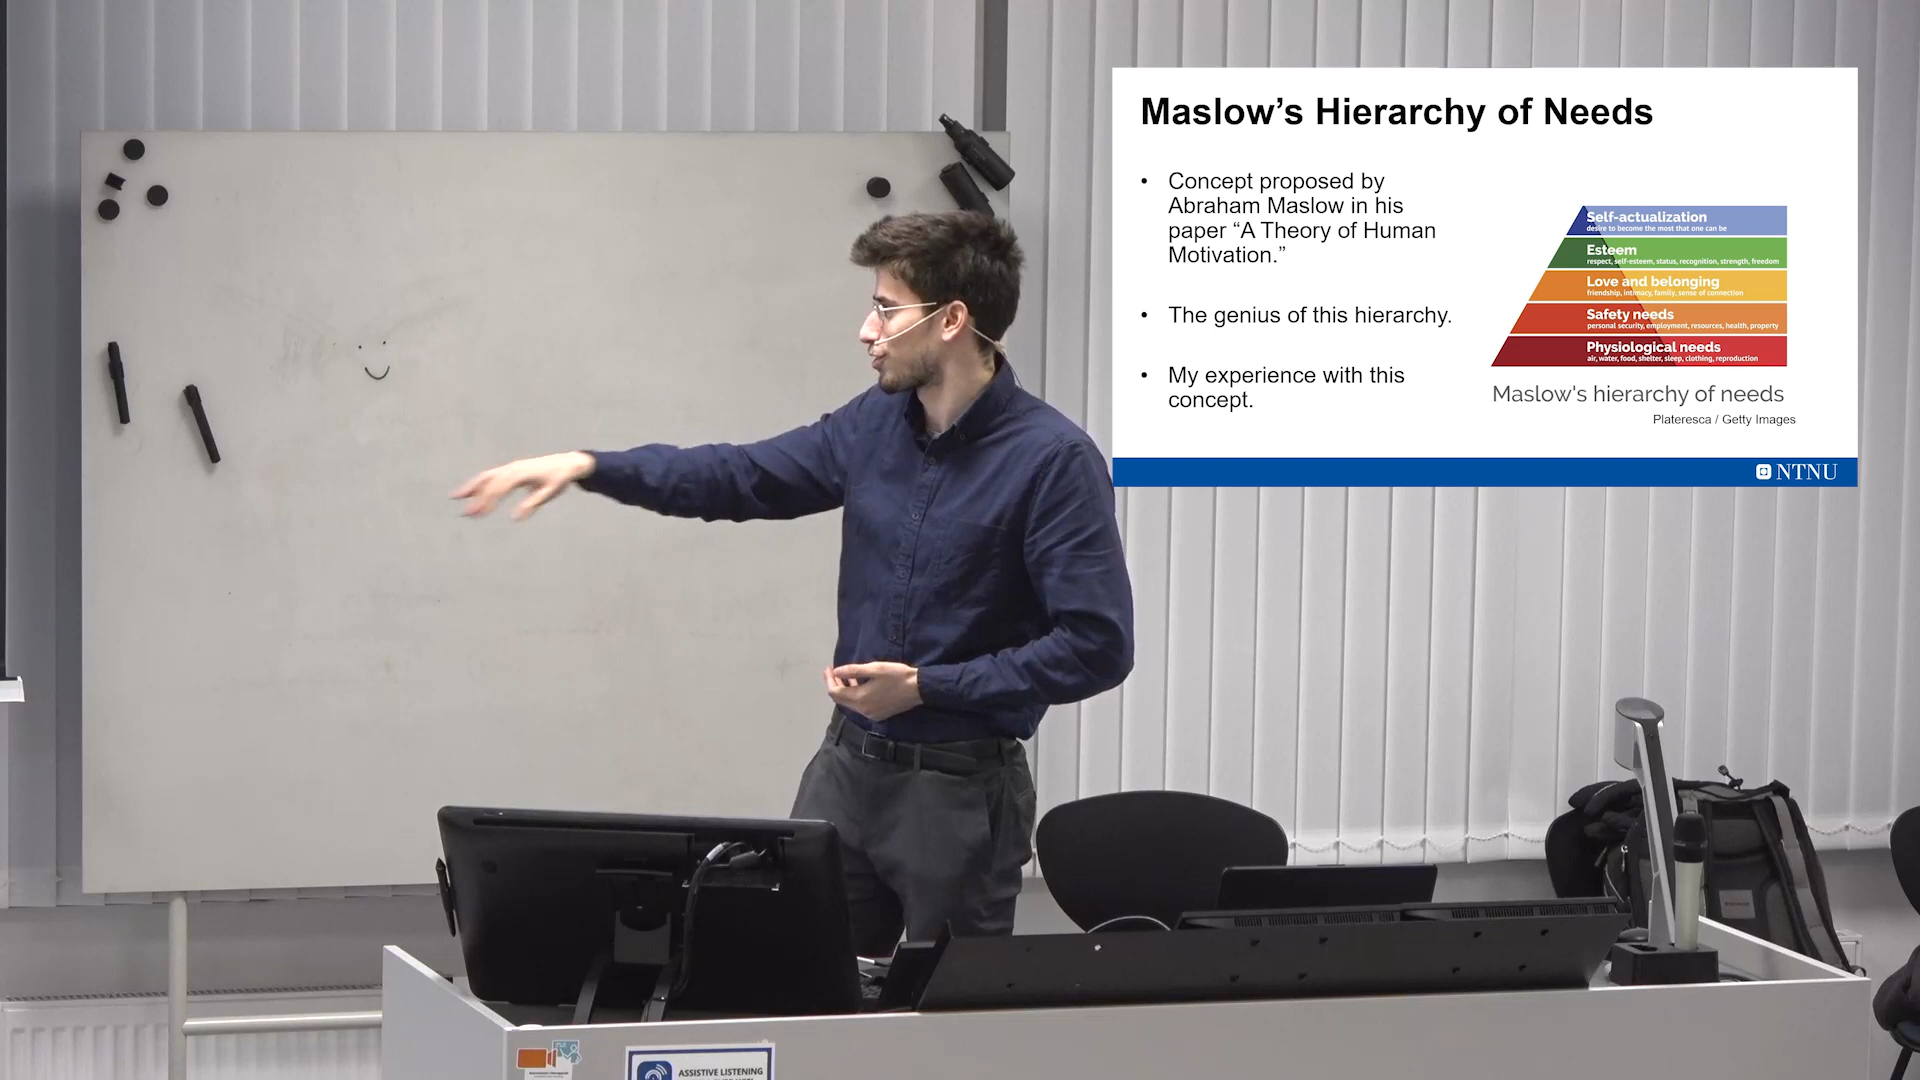 Maslow’s Hierarchy of Needs
• Concept proposed by
Abraham Maslow in his
paper “A Theory of Human
Motivation.”
• The genius of this hierarchy.
• My experience with this
concept.
Self-actualization
desire to become the most that one can be
Esteem
respect, self-esteem, status, recognition, strength, freedom
Love and belonging
friendship, intimacy, family, sense of connection
Safety needs
personal security, employment, resources, health, property
Physiological needs
air, water, food, shelter, sleep, clothing, reproduction
Maslow's hierarchy of needs
Plateresca / Getty Images
NTNU
ASSISTIVE LISTENING